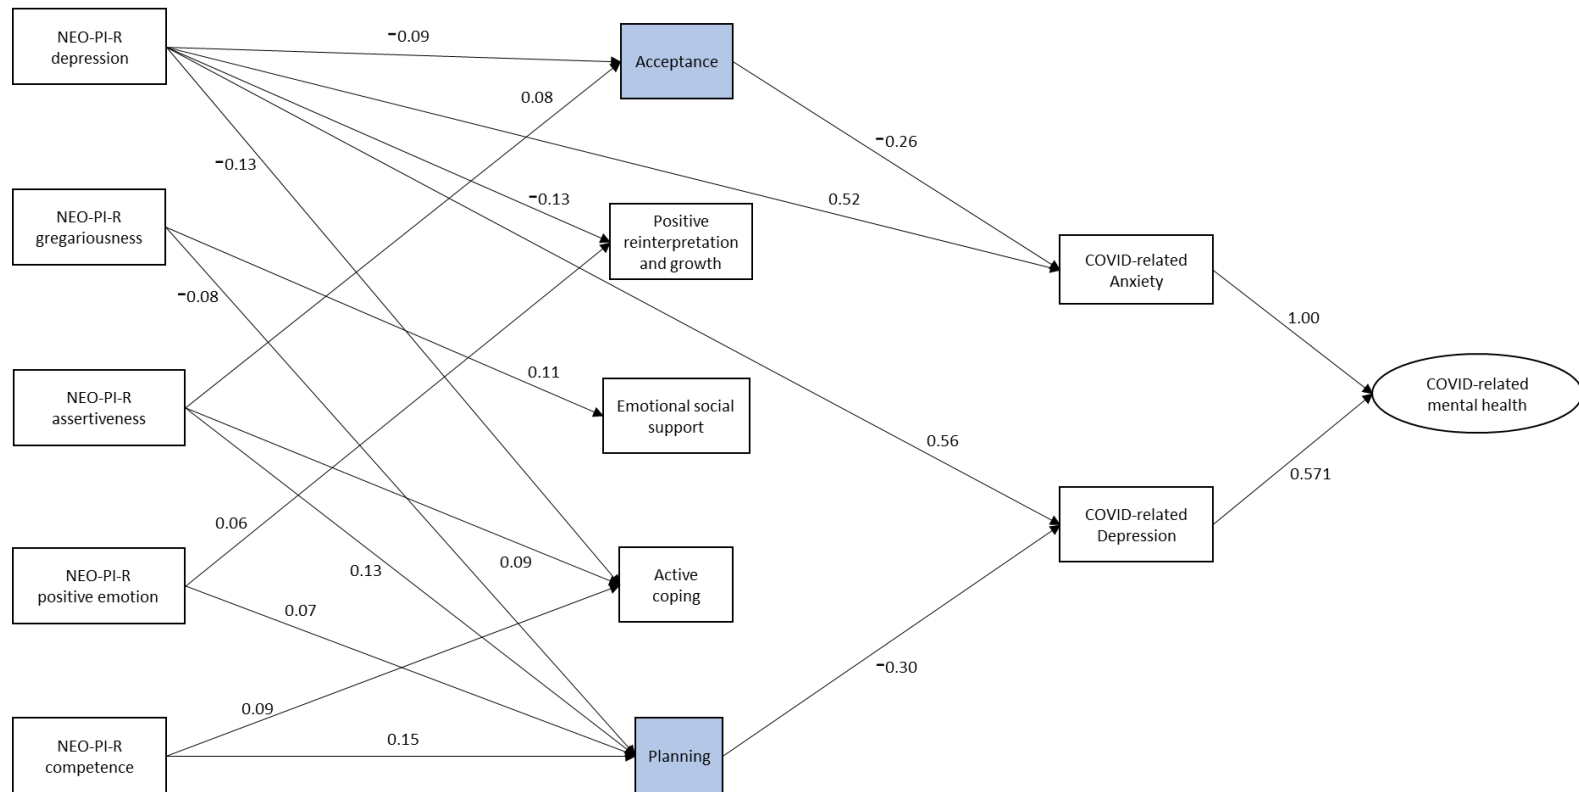 NEO-PI-R
depression
NEO-PI-R
gregariousness
NEO-PI-R
assertiveness
NEO-PI-R
positive emotion
NEO-PI-R
competence
-0.09
0.08
-0.13
-0.13
0.52
-0.08
0.11
0.56
0.06
0.13
0.09
0.07
0.09
0.15
Acceptance
Positive
reinterpretation
and growth
Emotional social
support
Active
coping
Planning
-0.26
-0.30
COVID-related
Anxiety
COVID-related
Depression
1.00
0.571
COVID-related
mental health